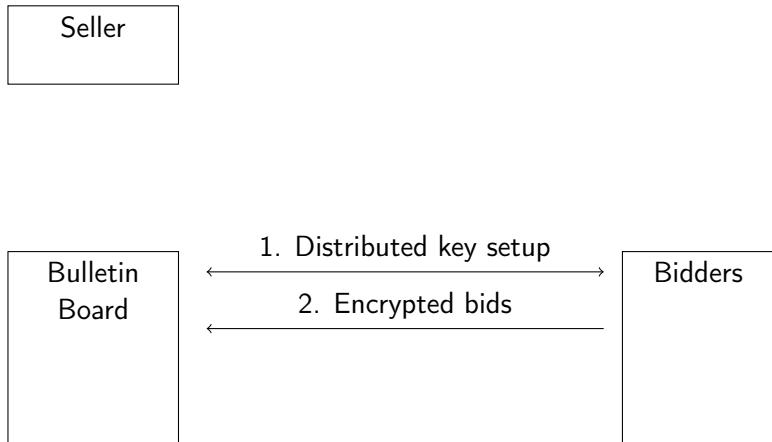 Seller
1. Distributed key setup
Bulletin
Board
Bidders
2. Encrypted bids